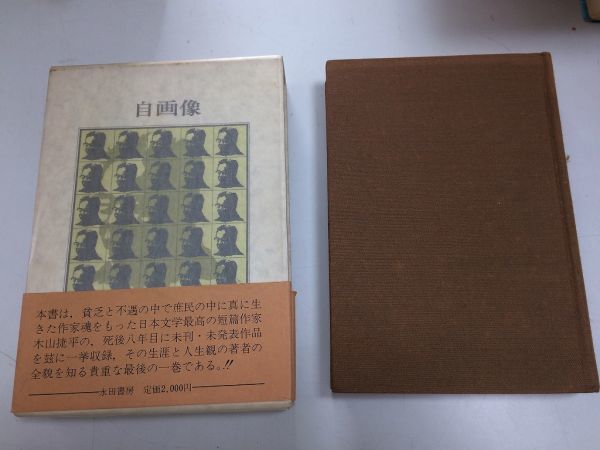 自画像
本書は、貧乏と不遇の中で庶民の中に真に生
きた作家魂をもった日本文学最高の短篇作家
木山捷平の、死後八年目に未刊・未発表作品
を玆に一挙収録，その生涯と人生観の著者の
全貌を知る貴重な最後の一巻である。!!
永田書房 定価2,000円